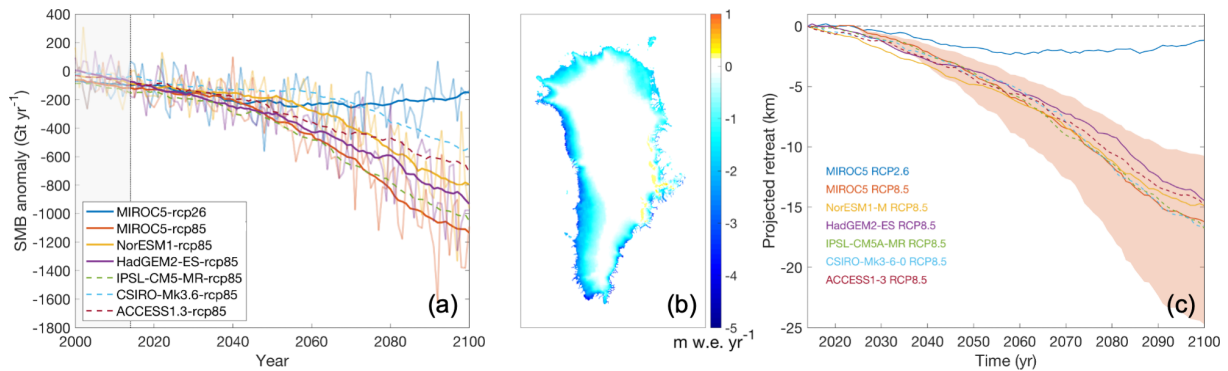 400
200
0
-200
-400
-600
-800
-1000
-1200
-1400
-1600
-1800
SMB anomaly (Gt yr-1)
MIROC5-rcp26
MIROC5-rcp85
NorESM1-rcp85
HadGEM2-ES-rcp85
IPSL-CM5-MR-rcp85
CSIRO-Mk3.6-rcp85
ACCESS1.3-rcp85
(a)
2000 2020 2040 2060 2080 2100
Year
(b)
1
0
-1
-2
-3
-4
-5
m w.e. yr-1
0
-5
-10
-15
-20
-25
Projected retreat (km)
MIROC5 RCP2.6
MIROC5 RCP8.5
NorESM1-M RCP8.5
HadGEM2-ES RCP8.5
IPSL-CM5A-MR RCP8.5
CSIRO-Mk3-6-0 RCP8.5
ACCESS1-3 RCP8.5
(c)
2020 2030 2040 2050 2060 2070 2080 2090 2100
Time (yr)